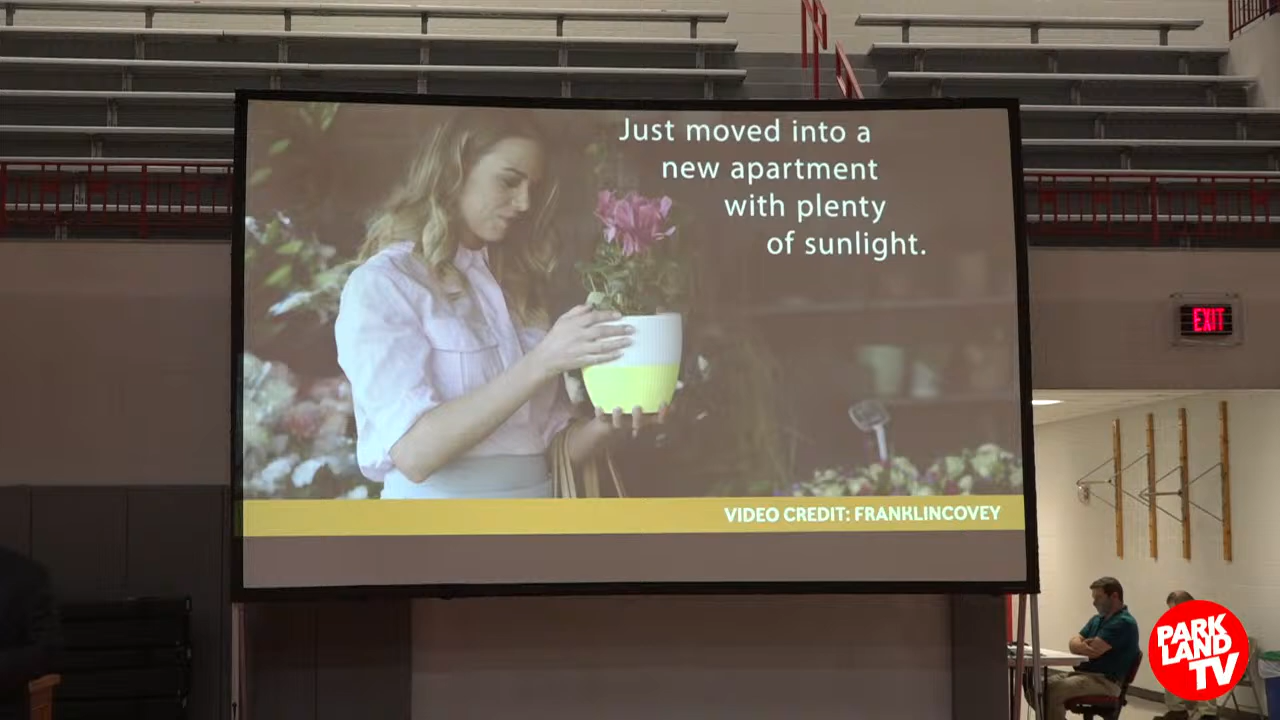 Just moved into a
new apartment
with plenty
of sunlight.
VIDEO CREDIT: FRANKLINCOVEY
EXIT
PARK
LAND
TV